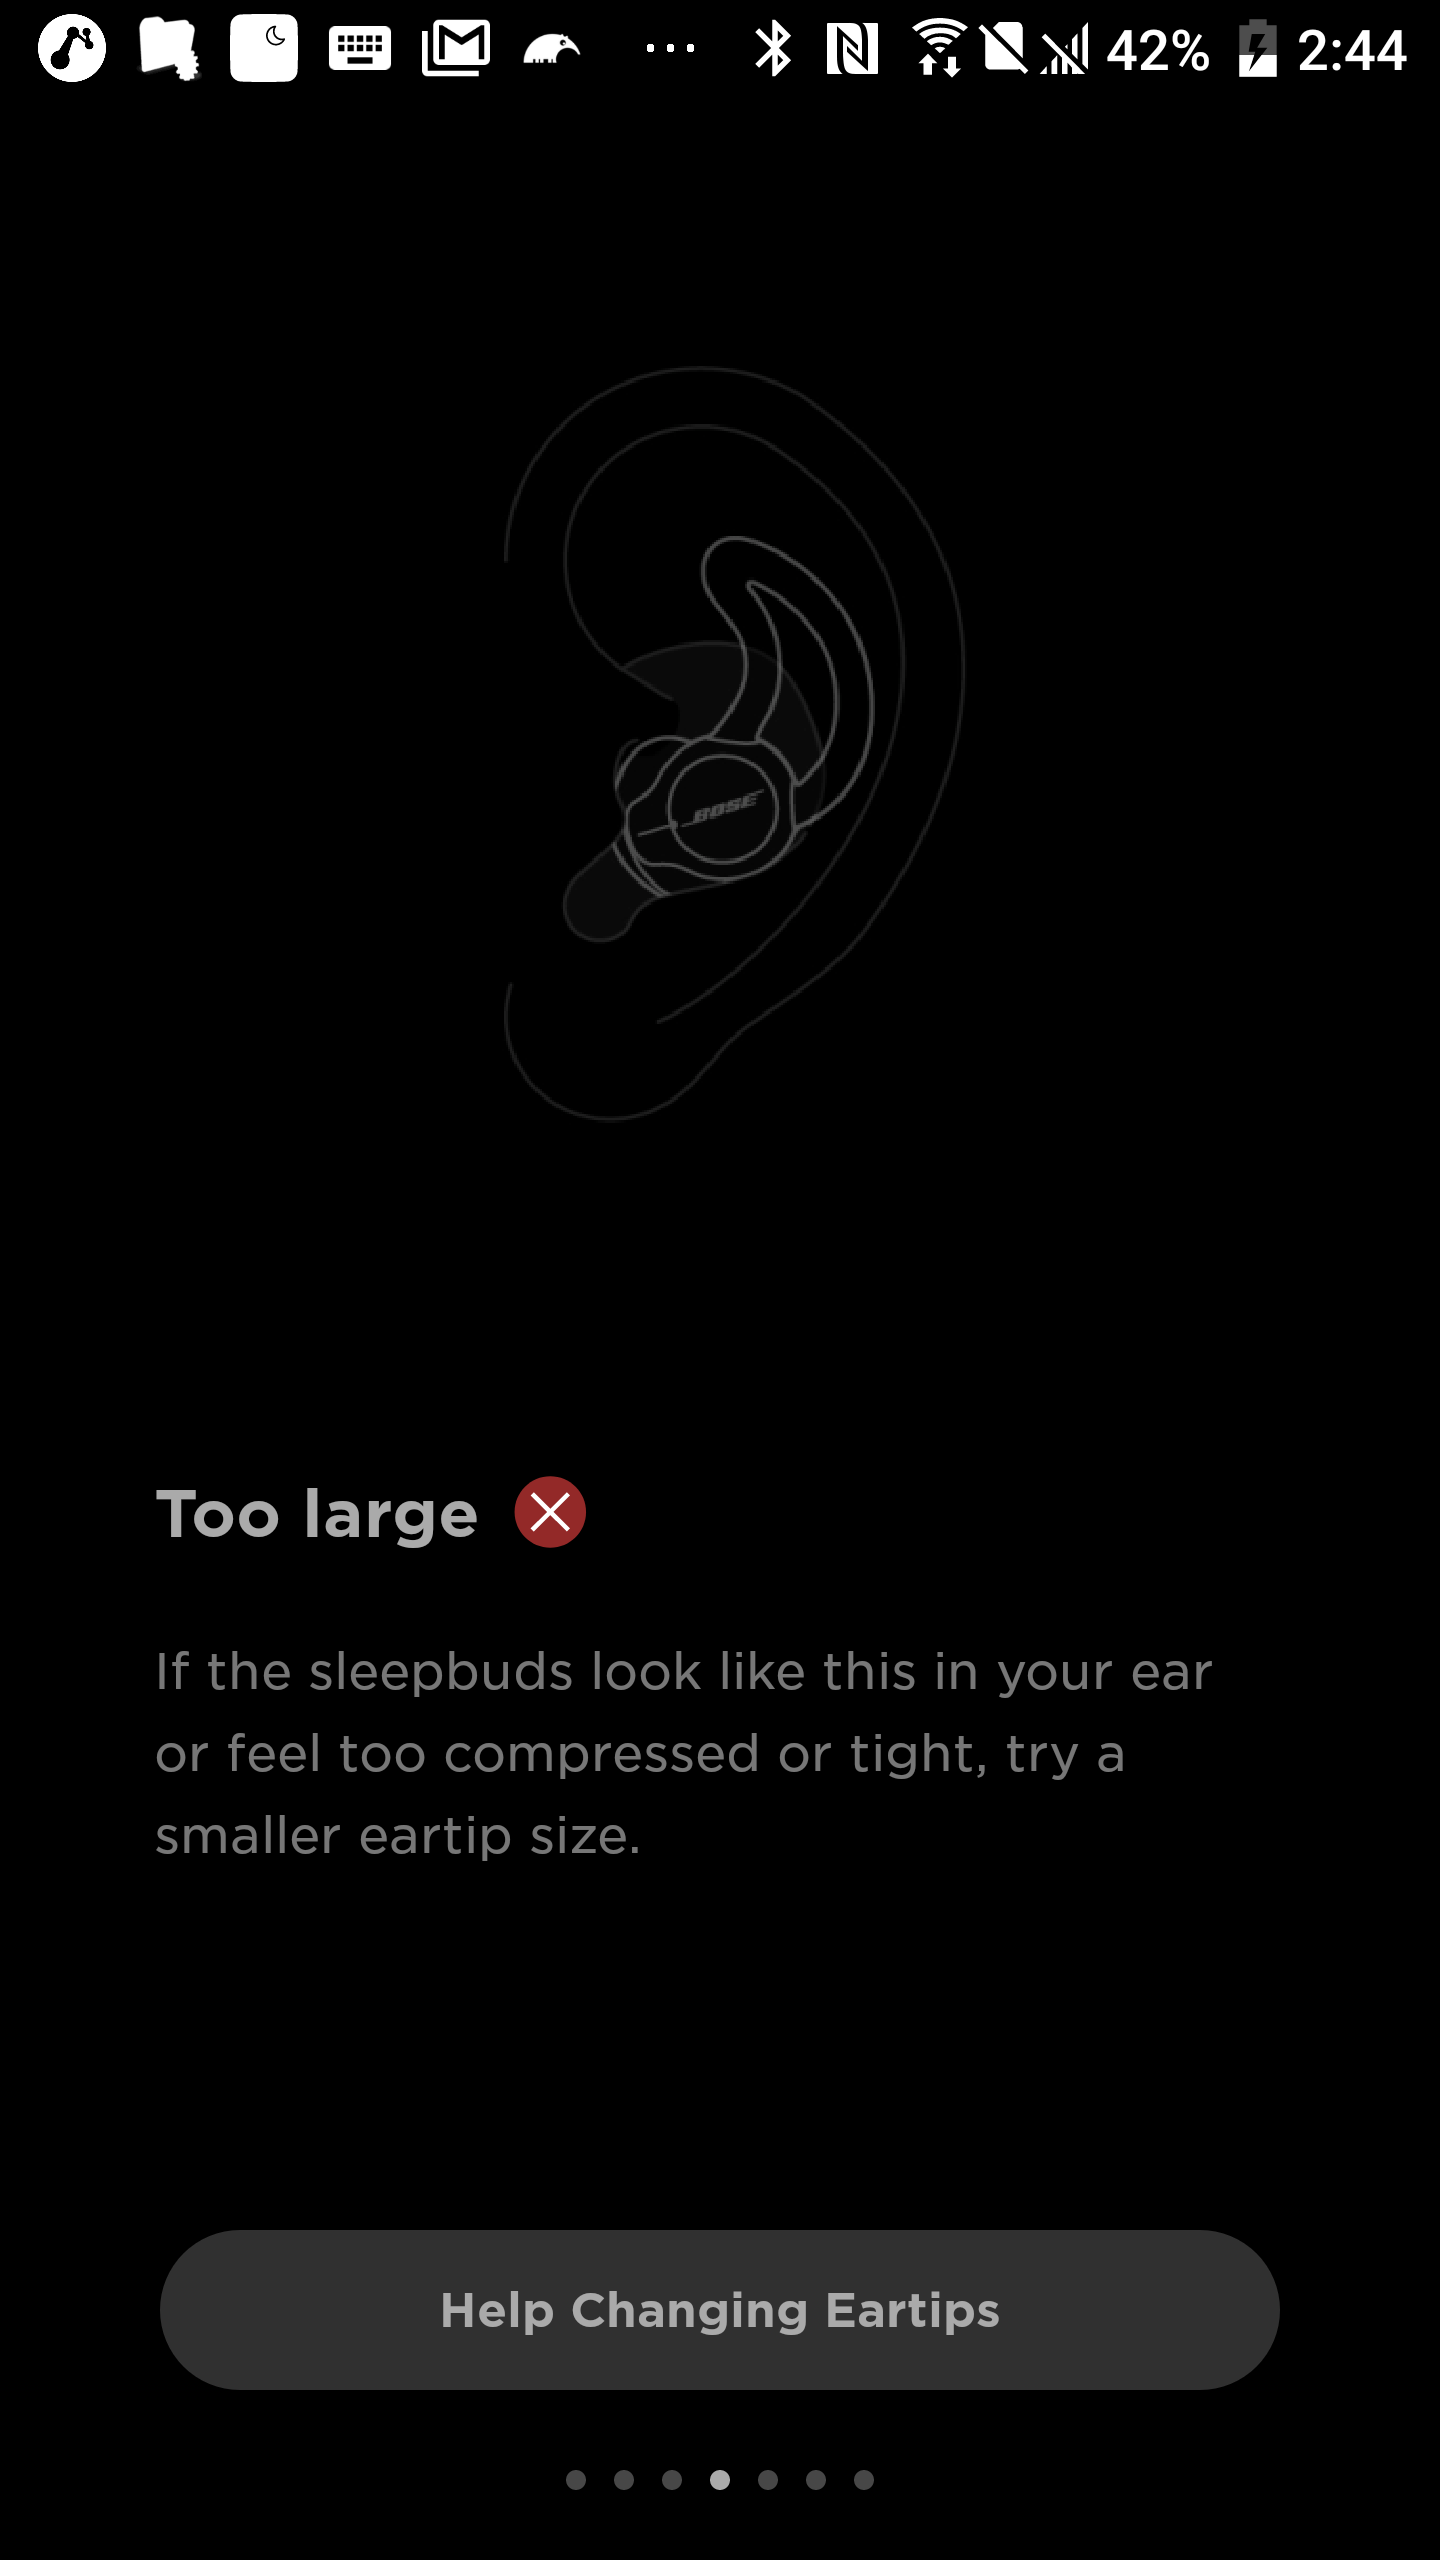 42% 2:44
BOSE
Too large
If the sleepbuds look like this in your ear
or feel too compressed or tight, try a
smaller eartip size.
Help Changing Eartips